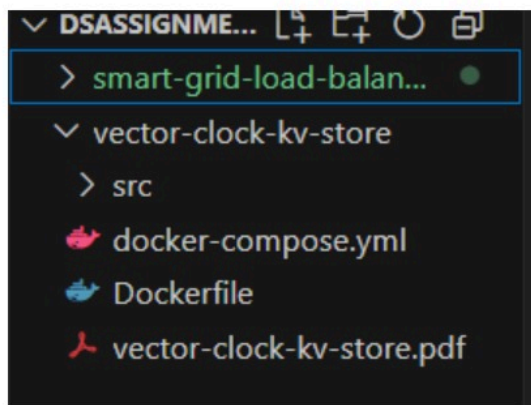 DSASSIGNME...
smart-grid-load-balan...
vector-clock-kv-store
src
docker-compose.yml
Dockerfile
vector-clock-kv-store.pdf